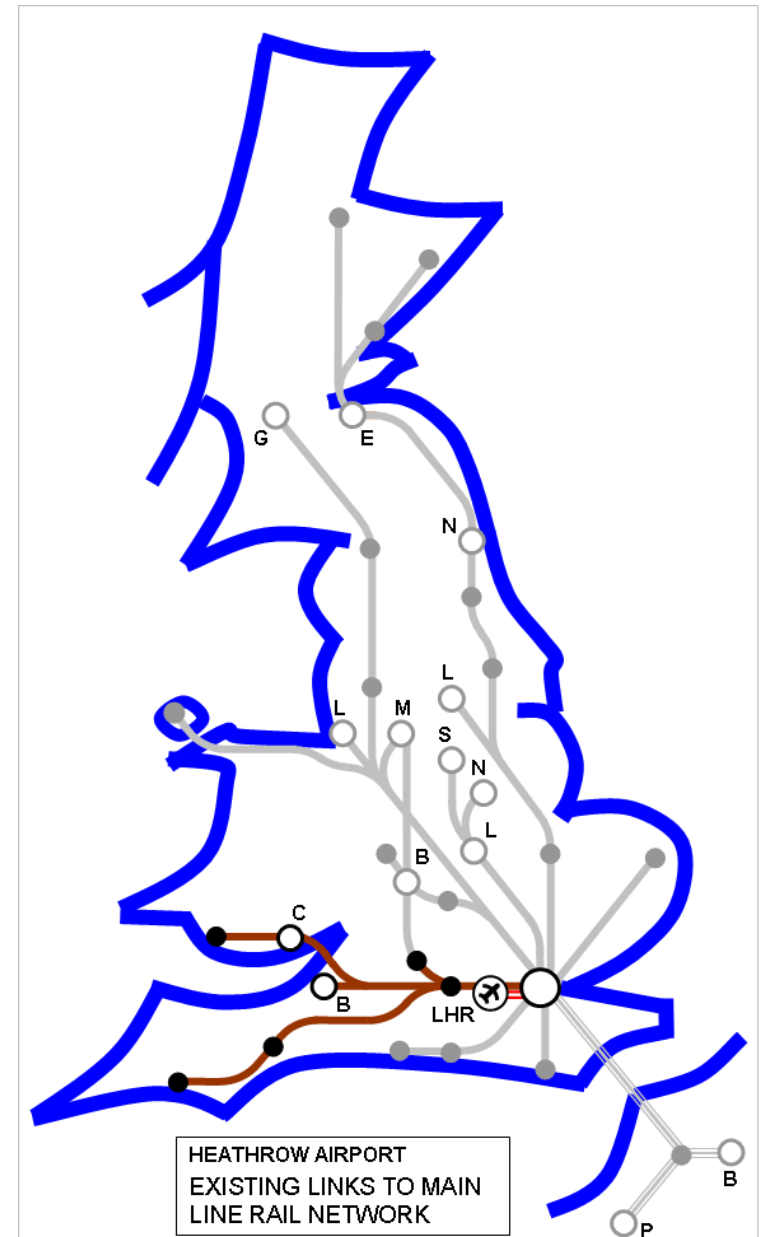 G
E
N
L
L
M
S
N
L
B
C
B
LHR
HEATHROW AIRPORT
EXISTING LINKS TO MAIN
LINE RAIL NETWORK
B
P